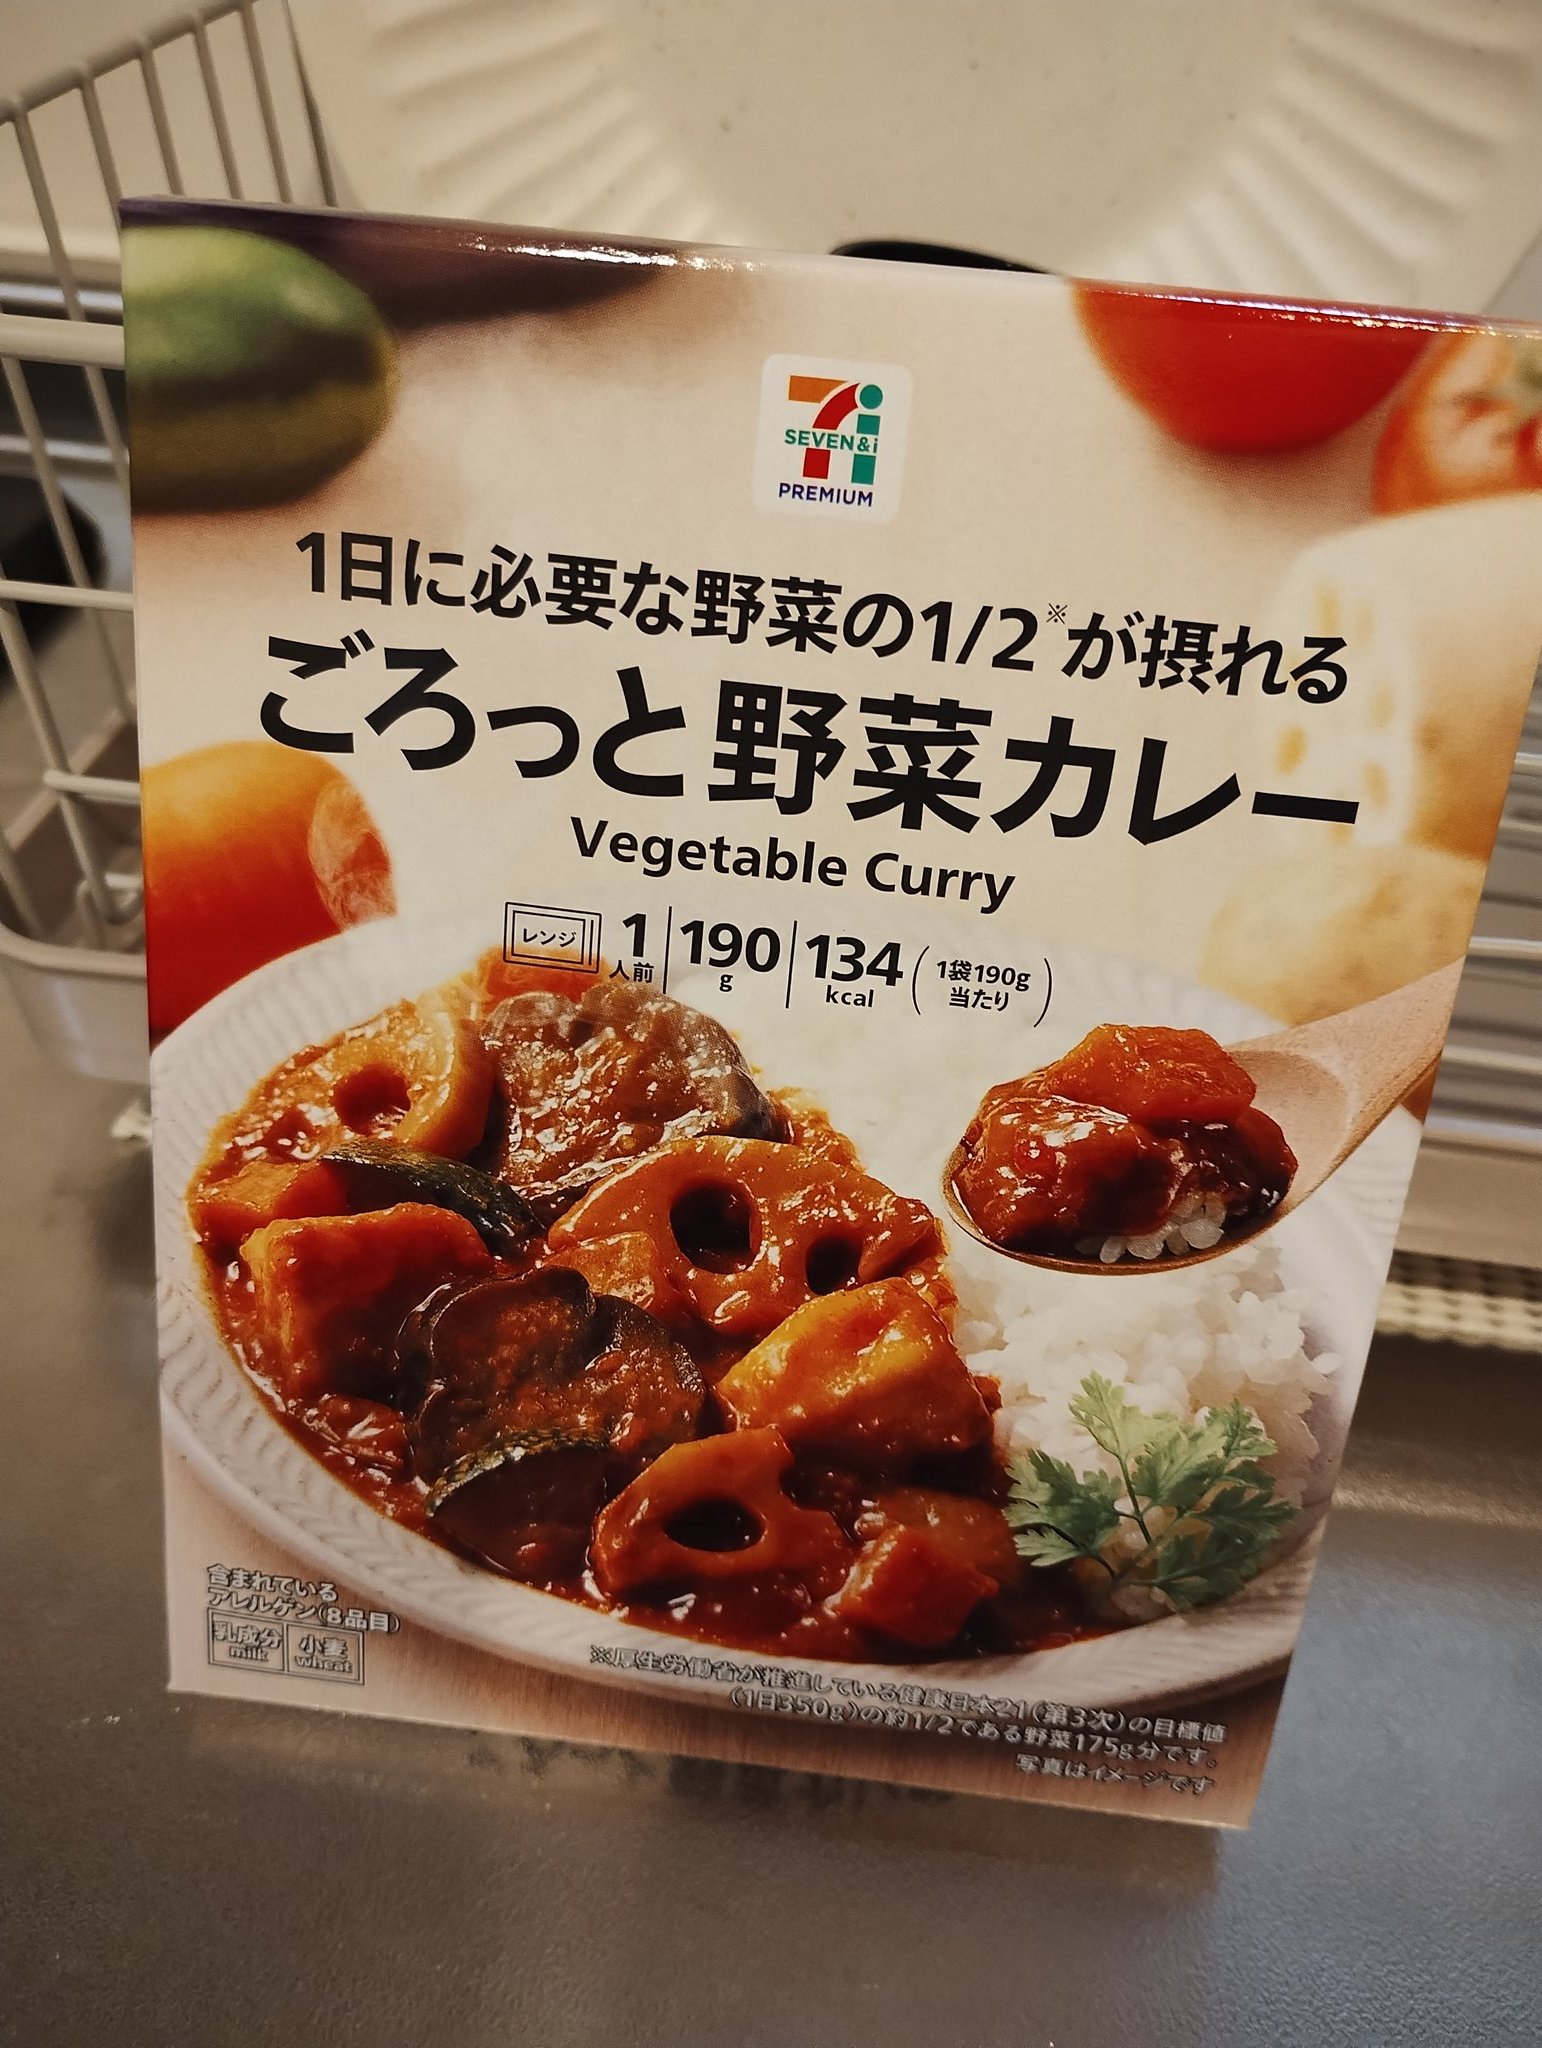 7i
SEVEN&i
PREMIUM
1日に必要な野菜の1/2※が摂れる
ごろっと野菜カレー
Vegetable Curry
レンジ 1人前 190g 134kcal (1袋190g当たり)
含まれている
アレルゲン(8品目)
乳成分 小麦
milk wheat
※厚生労働省が推進している健康日本21(第3次)の目標値
(1日350g)の約1/2である野菜175g分です。
写真はイメージです